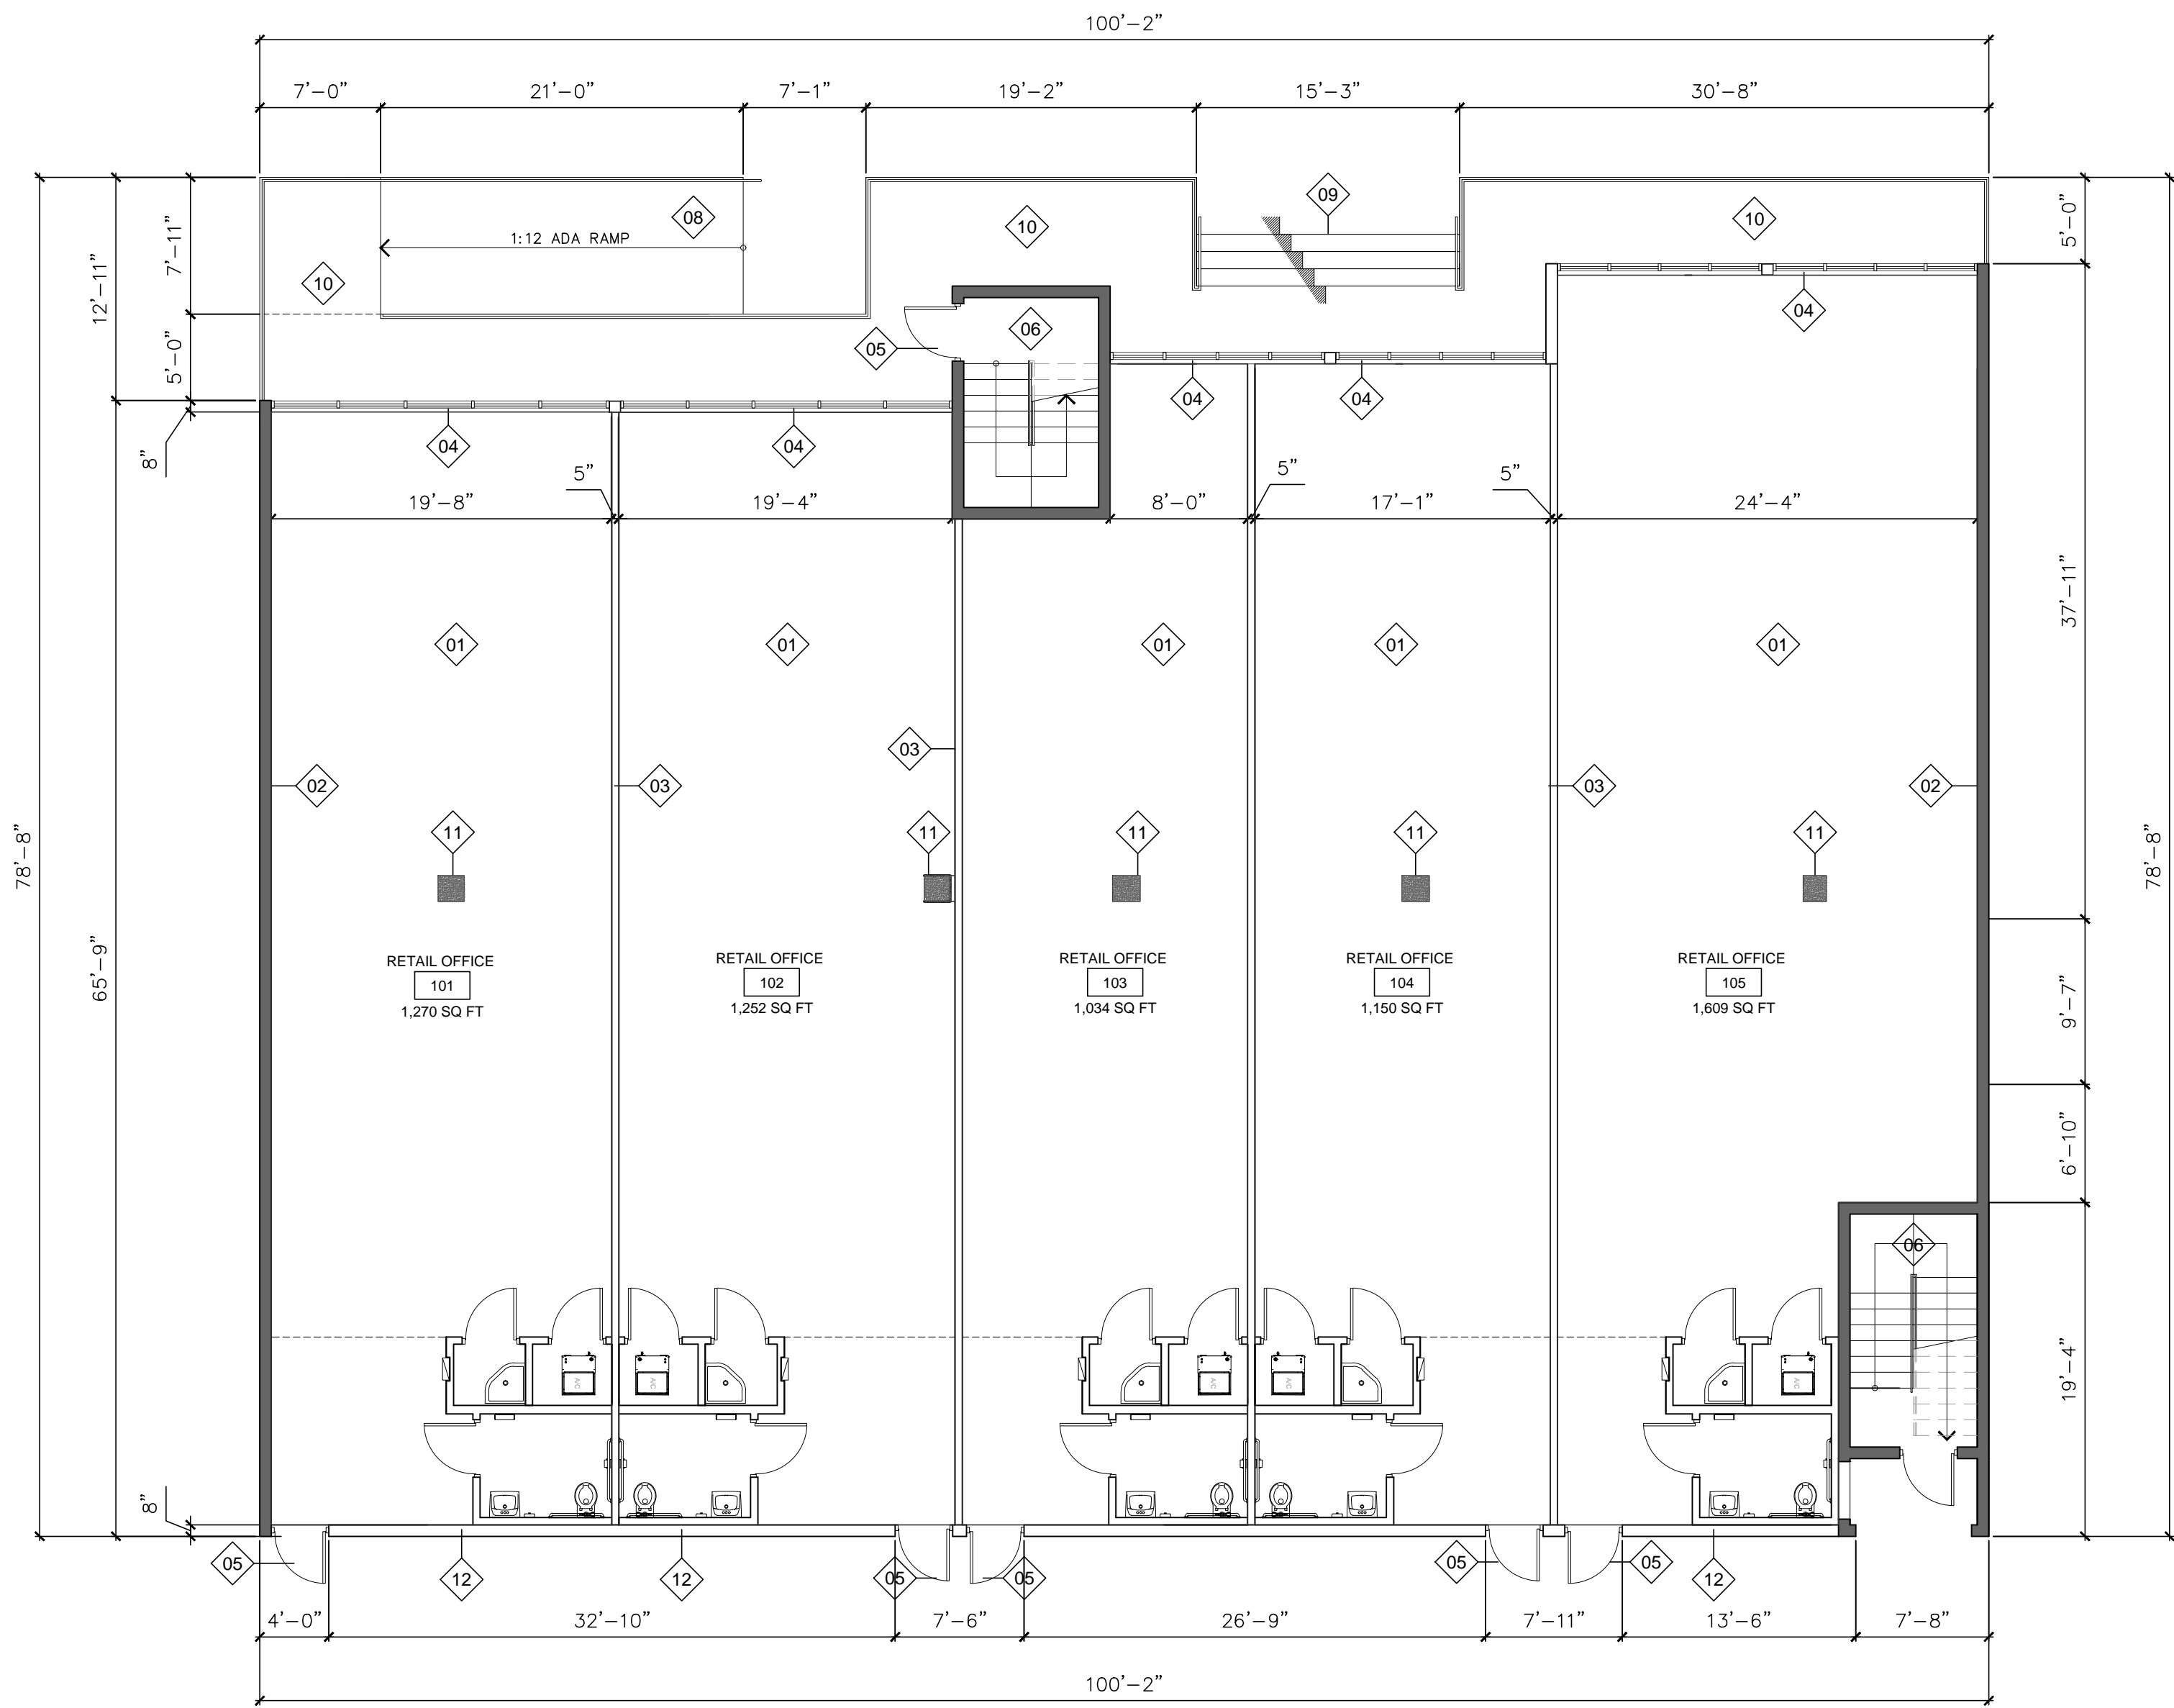 100'-2"
7'-0" 21'-0" 7'-1" 19'-2" 15'-3" 30'-8"
09
08
1:12 ADA RAMP
10 10 10
7'-11" 12'-11" 5'-0" 8"
5'-0"
04
06
05
04 04
04 04
5" 5" 5"
19'-8" 19'-4" 8'-0" 17'-1" 24'-4"
37'-11"
01 01 01 01 01
03
02 03 03 02
11 11 11 11 11
78'-8" 78'-8"
65'-9"
9'-7"
RETAIL OFFICE
101
1,270 SQ FT
RETAIL OFFICE
102
1,252 SQ FT
RETAIL OFFICE
103
1,034 SQ FT
RETAIL OFFICE
104
1,150 SQ FT
RETAIL OFFICE
105
1,609 SQ FT
6'-10"
06
19'-4"
A/C A/C A/C A/C A/C
8"
05 12 12 05 05 05 05 12
4'-0" 32'-10" 7'-6" 26'-9" 7'-11" 13'-6" 7'-8"
100'-2"